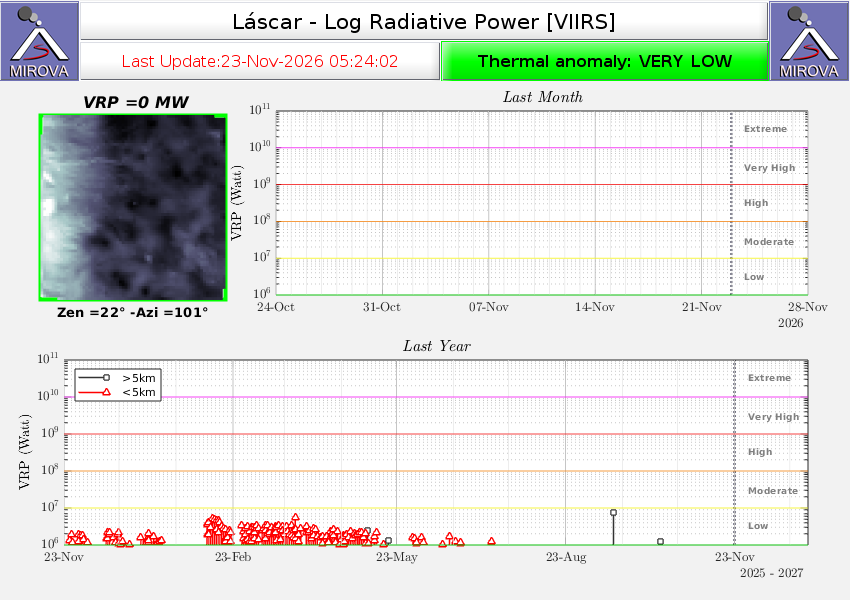 Láscar - Log Radiative Power [VIIRS]
MIROVA
Last Update:23-Nov-2026 05:24:02
Thermal anomaly: VERY LOW
MIROVA
VRP =0 MW
Zen =22° -Azi =101°
Last Month
VRP (Watt)
10¹¹
10¹⁰
10⁹
10⁸
10⁷
10⁶
Extreme
Very High
High
Moderate
Low
24-Oct 31-Oct 07-Nov 14-Nov 21-Nov 28-Nov
2026
Last Year
VRP (Watt)
10¹¹
10¹⁰
10⁹
10⁸
10⁷
10⁶
>5km
<5km
Extreme
Very High
High
Moderate
Low
23-Nov 23-Feb 23-May 23-Aug 23-Nov
2025 - 2027